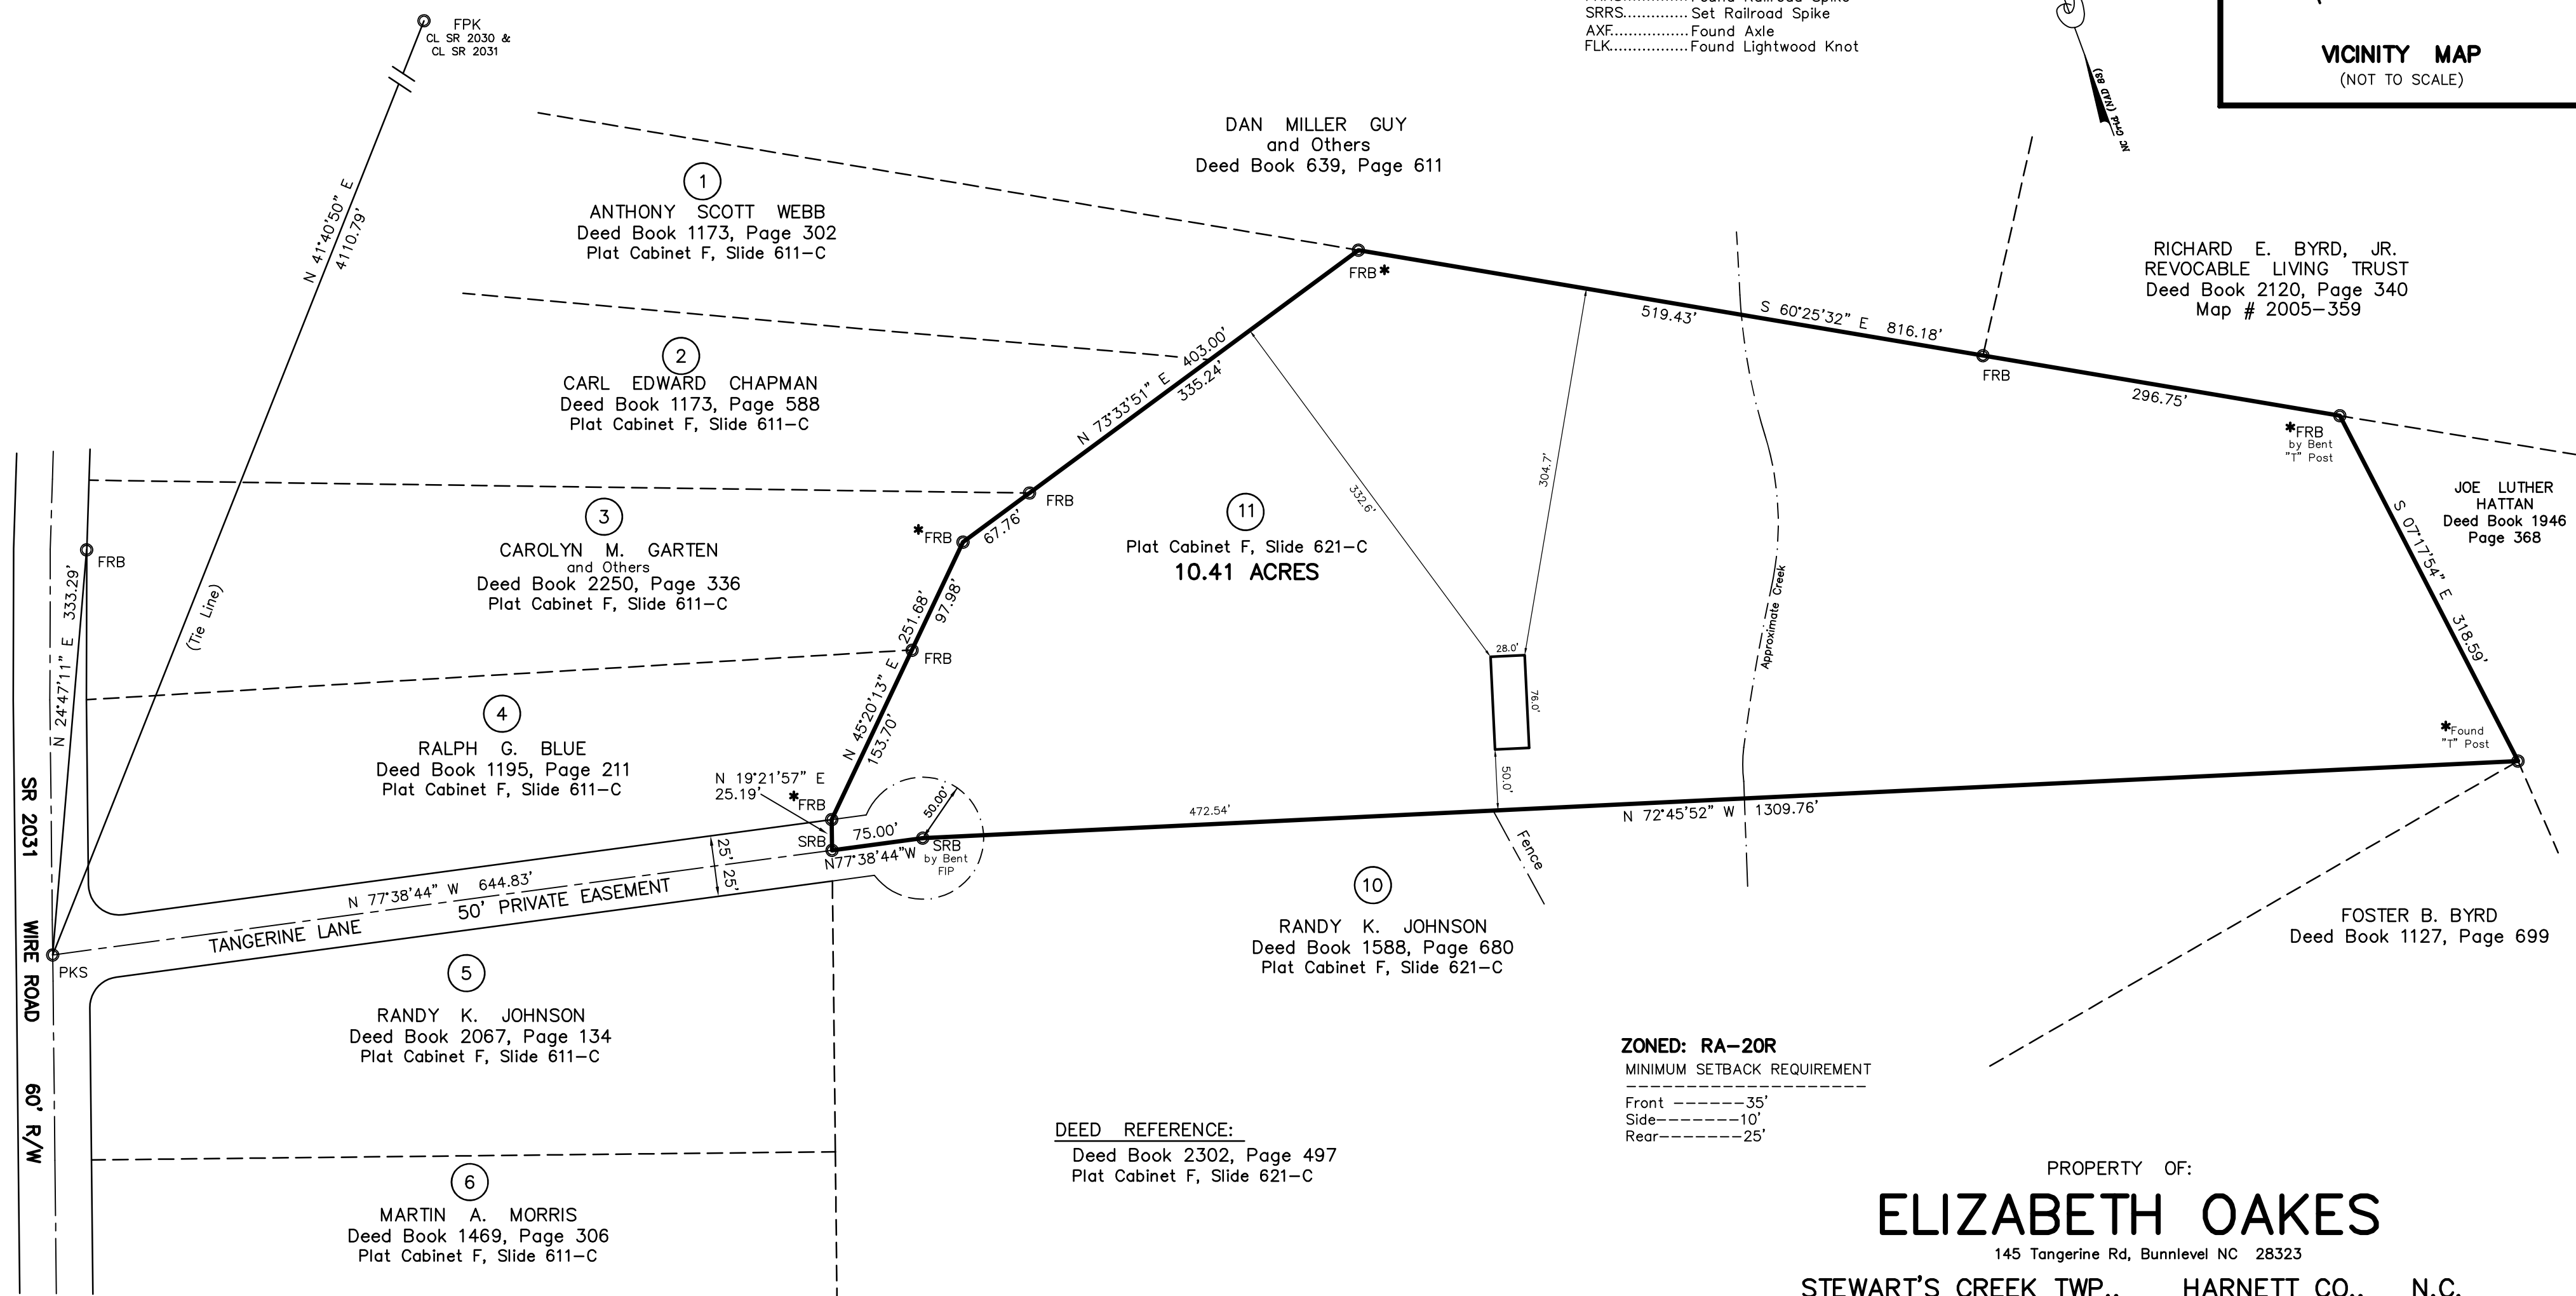 SRRS..............Set Railroad Spike
AXF.................Found Axle
FLK.................Found Lightwood Knot
NC Grid (NAD 83)
VICINITY MAP
(NOT TO SCALE)
FPK
CL SR 2030 &
CL SR 2031
N 41°40'50" E
4110.79'
(Tie Line)
DAN MILLER GUY
and Others
Deed Book 639, Page 611
1
ANTHONY SCOTT WEBB
Deed Book 1173, Page 302
Plat Cabinet F, Slide 611-C
2
CARL EDWARD CHAPMAN
Deed Book 1173, Page 588
Plat Cabinet F, Slide 611-C
3
CAROLYN M. GARTEN
and Others
Deed Book 2250, Page 336
Plat Cabinet F, Slide 611-C
4
RALPH G. BLUE
Deed Book 1195, Page 211
Plat Cabinet F, Slide 611-C
FRB*
N 73°33'51" E 403.00'
335.24'
FRB
*FRB
67.76'
251.68'
97.98'
FRB
N 45°20'13" E
153.70'
N 19°21'57" E
25.19'
*FRB
SRB
75.00'
N77°38'44"W
50.00'
SRB
by Bent
FIP
519.43'
S 60°25'32" E 816.18'
FRB
296.75'
RICHARD E. BYRD, JR.
REVOCABLE LIVING TRUST
Deed Book 2120, Page 340
Map # 2005-359
*FRB
by Bent
"T" Post
JOE LUTHER
HATTAN
Deed Book 1946
Page 368
S 07°17'54" E 318.59'
*Found
"T" Post
11
Plat Cabinet F, Slide 621-C
10.41 ACRES
332.6'
304.7'
28.0'
76.0'
50.0'
Approximate Creek
472.54'
N 72°45'52" W 1309.76'
Fence
FRB
N 24°47'11" E 333.29'
SR 2031 WIRE ROAD 60' R/W
PKS
N 77°38'44" W 644.83'
TANGERINE LANE 50' PRIVATE EASEMENT
25'
25'
5
RANDY K. JOHNSON
Deed Book 2067, Page 134
Plat Cabinet F, Slide 611-C
6
MARTIN A. MORRIS
Deed Book 1469, Page 306
Plat Cabinet F, Slide 611-C
10
RANDY K. JOHNSON
Deed Book 1588, Page 680
Plat Cabinet F, Slide 621-C
FOSTER B. BYRD
Deed Book 1127, Page 699
ZONED: RA-20R
MINIMUM SETBACK REQUIREMENT
------------------------
Front -------35'
Side--------10'
Rear--------25'
DEED REFERENCE:
Deed Book 2302, Page 497
Plat Cabinet F, Slide 621-C
PROPERTY OF:
ELIZABETH OAKES
145 Tangerine Rd, Bunnlevel NC 28323
STEWART'S CREEK TWP., HARNETT CO., N.C.